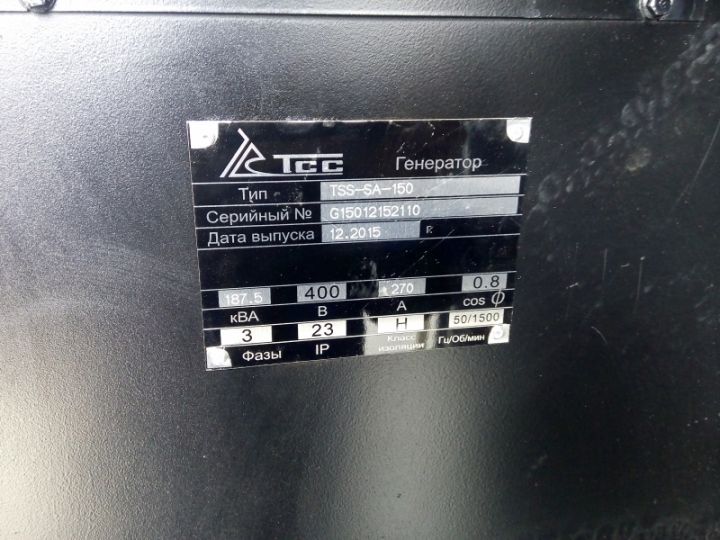 ТСС Генератор
Тип TSS-SA-150
Серийный № G15012152110
Дата выпуска 12.2015 г.
187.5 400 270 0.8
кВА В А cos φ
3 23 H 50/1500
Фазы IP Класс изоляции Гц/Об/мин